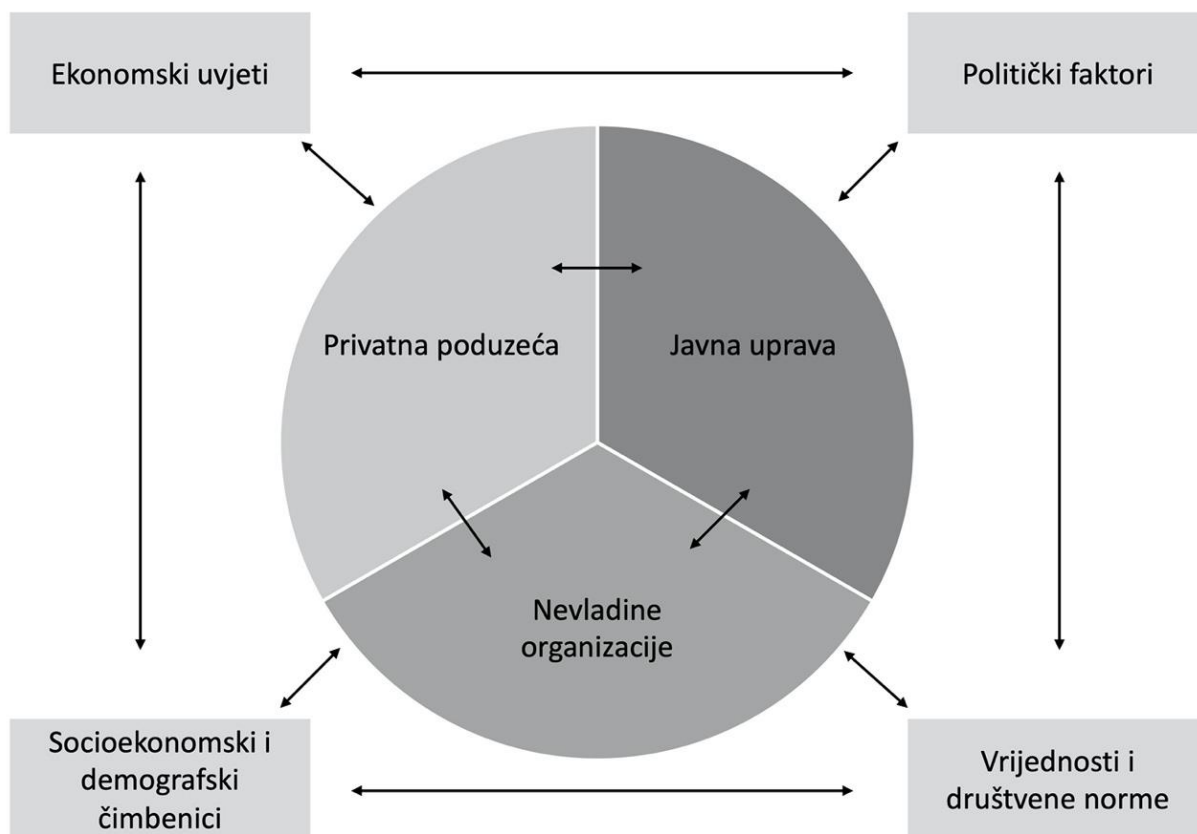 Ekonomski uvjeti
Politički faktori
Privatna poduzeća
Javna uprava
Nevladine
organizacije
Socioekonomski i
demografski
čimbenici
Vrijednosti i
društvene norme